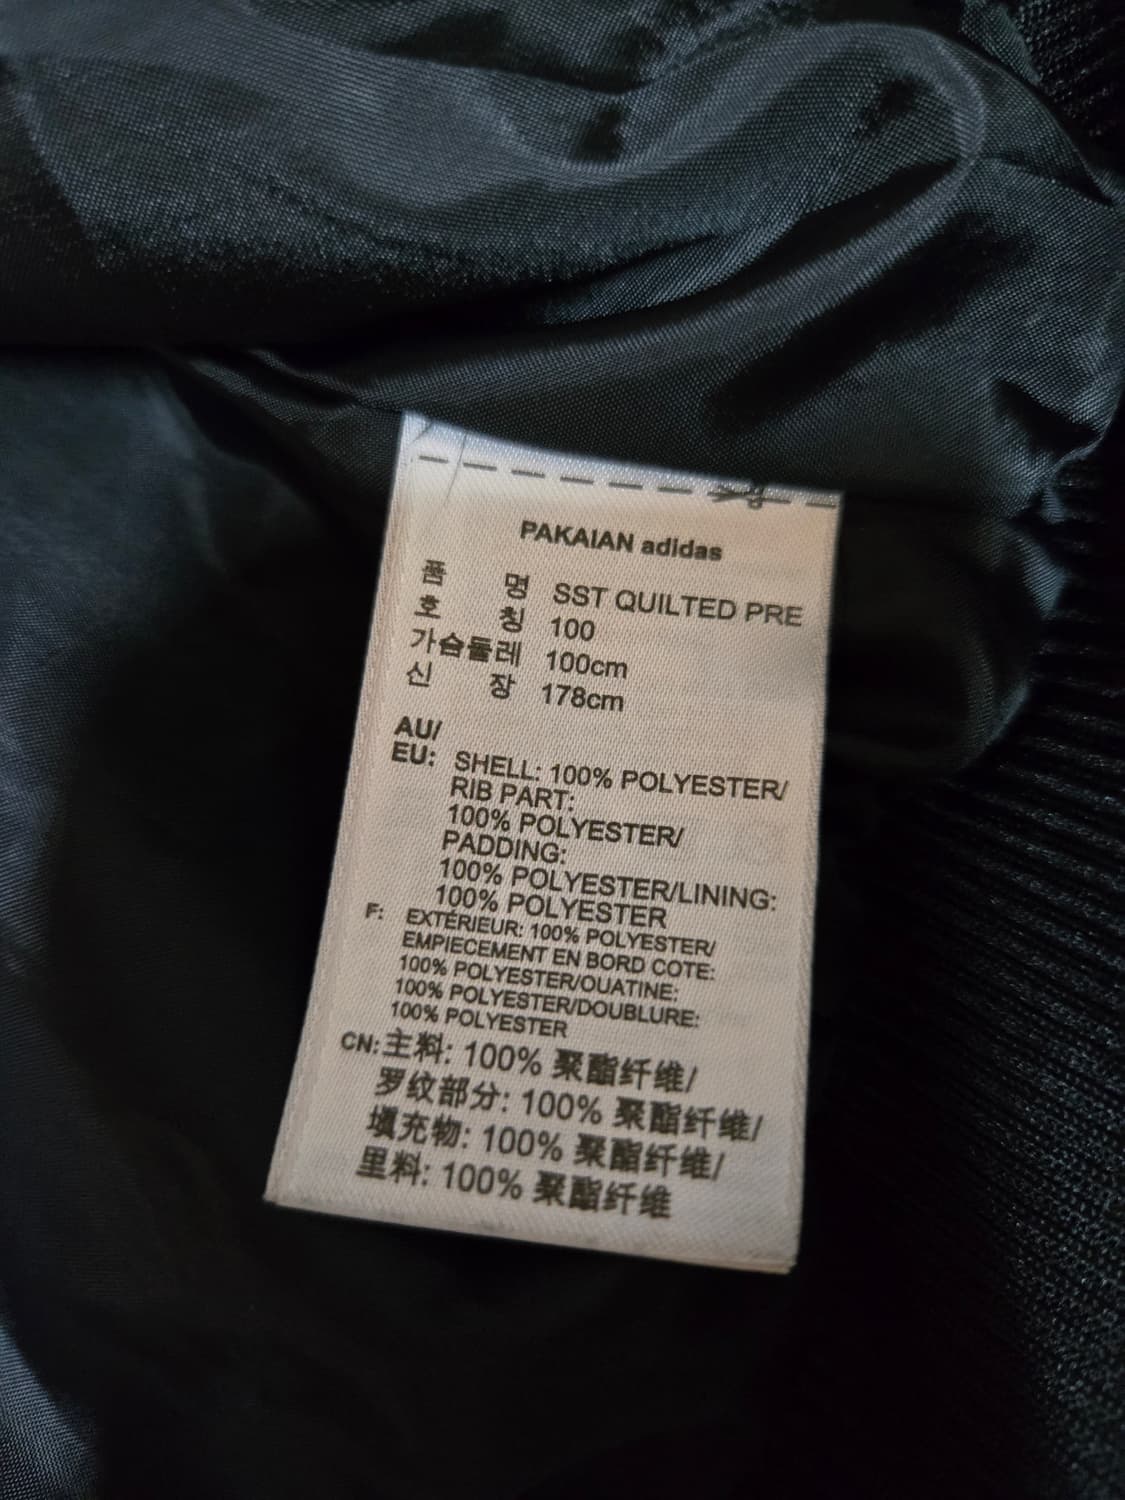 PAKAIAN adidas
품 명 SST QUILTED PRE
호 칭 100
가슴둘레 100cm
신 장 178cm
AU/
EU: SHELL: 100% POLYESTER/
RIB PART:
100% POLYESTER/
PADDING:
100% POLYESTER/LINING:
100% POLYESTER
F: EXTÉRIEUR: 100% POLYESTER/
EMPIECEMENT EN BORD COTE:
100% POLYESTER/OUATINE:
100% POLYESTER/DOUBLURE:
100% POLYESTER
CN: 主料: 100% 聚酯纤维/
罗纹部分: 100% 聚酯纤维/
填充物: 100% 聚酯纤维/
里料: 100% 聚酯纤维